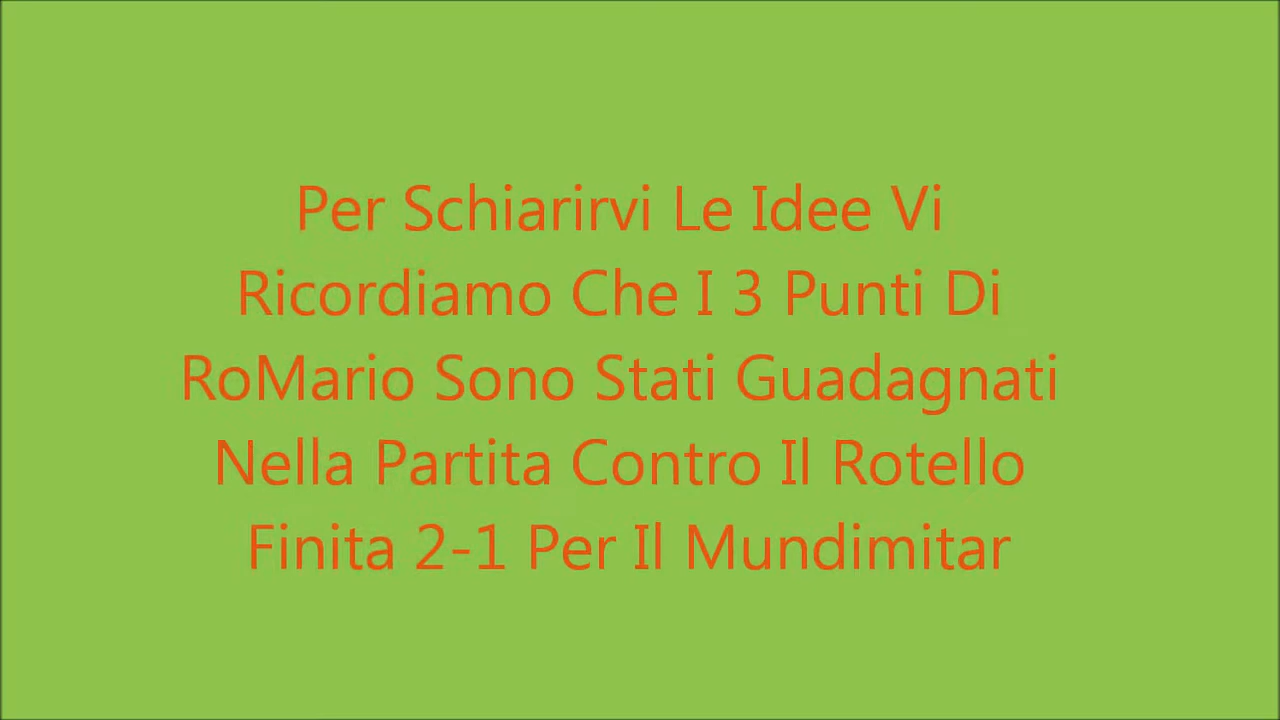 Per Schiarirvi Le Idee Vi
Ricordiamo Che I 3 Punti Di
RoMario Sono Stati Guadagnati
Nella Partita Contro Il Rotello
Finita 2-1 Per Il Mundimitar